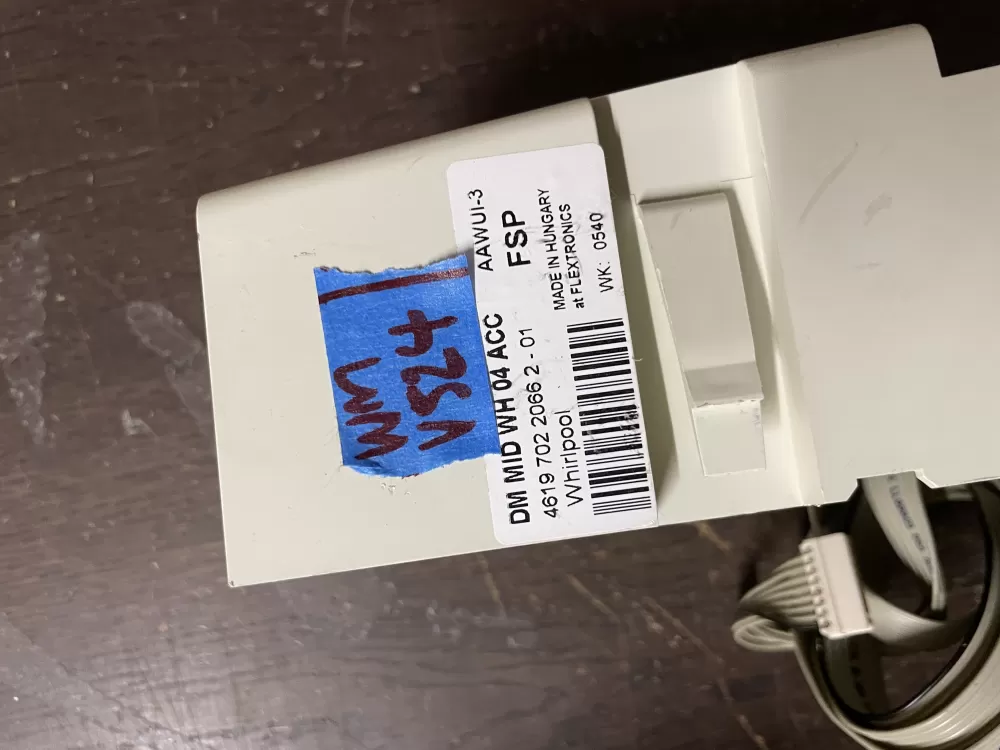 DM MID WH 04 ACC AAWUI-3
4619 702 2066 2 - 01 FSP
Whirlpool MADE IN HUNGARY
at FLEXTRONICS
WK: 0540
WM
V524